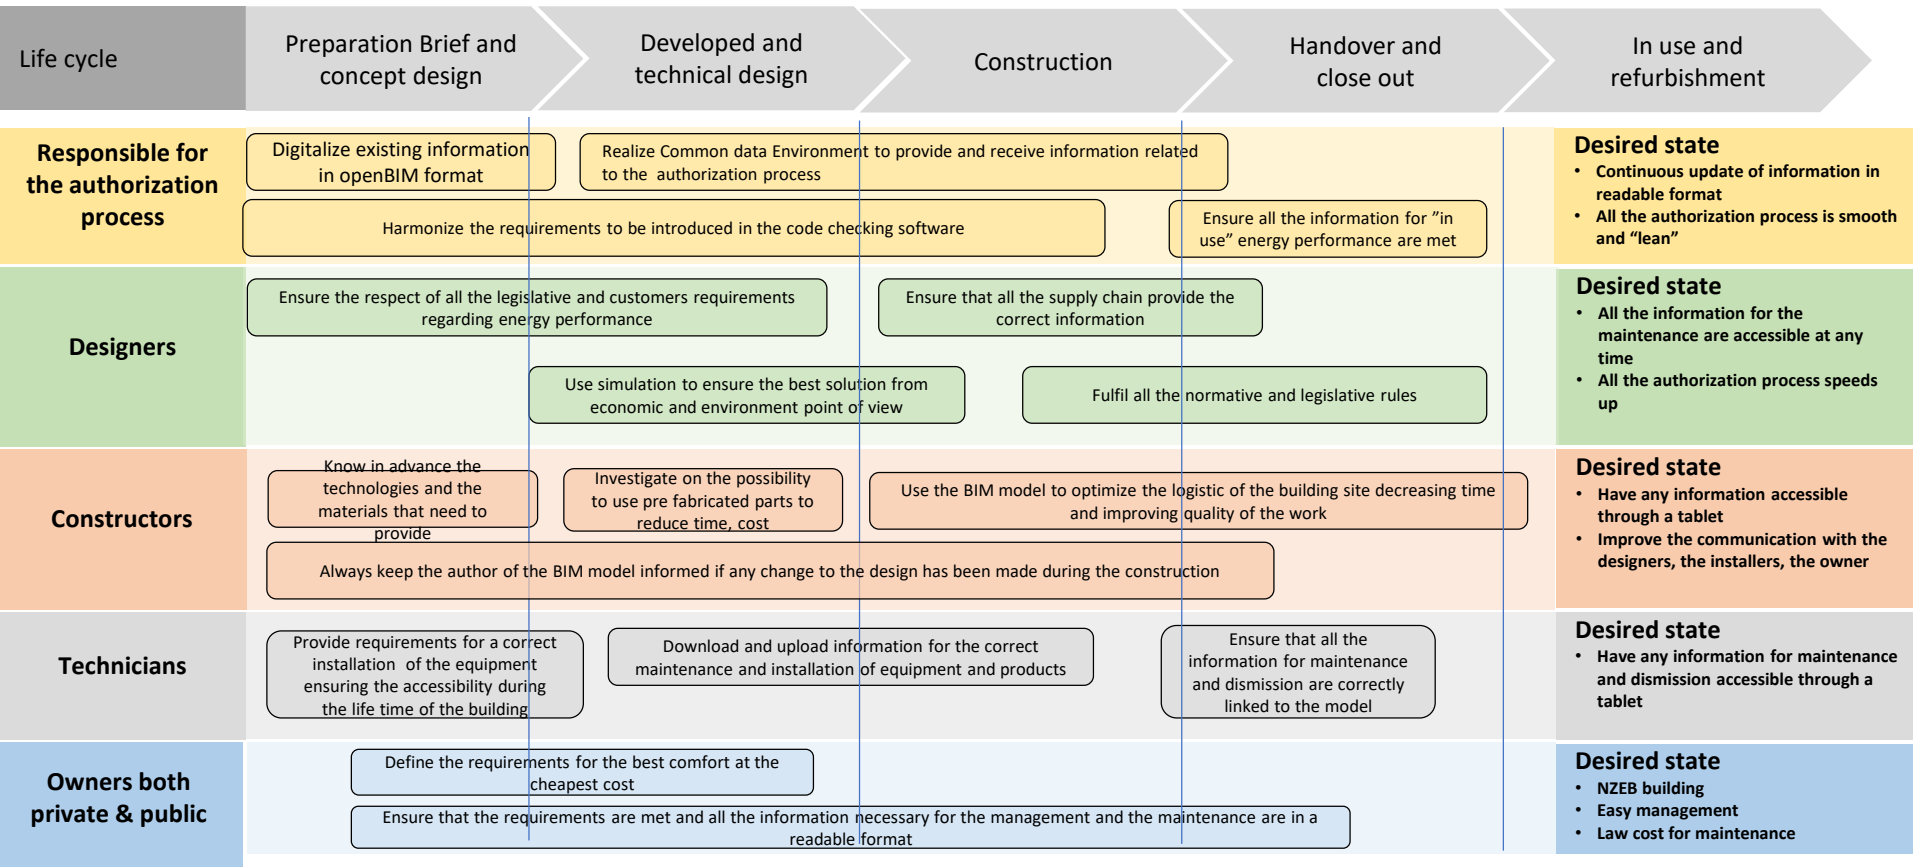 Life cycle
Preparation Brief and
concept design
Developed and
technical design
Construction
Handover and
close out
In use and
refurbishment
Responsible for
the authorization
process
Digitalize existing information
in openBIM format
Realize Common data Environment to provide and receive information related
to the authorization process
Harmonize the requirements to be introduced in the code checking software
Ensure all the information for ”in
use” energy performance are met
Desired state
• Continuous update of information in
readable format
• All the authorization process is smooth
and “lean”
Designers
Ensure the respect of all the legislative and customers requirements
regarding energy performance
Ensure that all the supply chain provide the
correct information
Use simulation to ensure the best solution from
economic and environment point of view
Fulfil all the normative and legislative rules
Desired state
• All the information for the
maintenance are accessible at any
time
• All the authorization process speeds
up
Constructors
Know in advance the
technologies and the
materials that need to
provide
Investigate on the possibility
to use pre fabricated parts to
reduce time, cost
Use the BIM model to optimize the logistic of the building site decreasing time
and improving quality of the work
Always keep the author of the BIM model informed if any change to the design has been made during the construction
Desired state
• Have any information accessible
through a tablet
• Improve the communication with the
designers, the installers, the owner
Technicians
Provide requirements for a correct
installation of the equipment
ensuring the accessibility during
the life time of the building
Download and upload information for the correct
maintenance and installation of equipment and products
Ensure that all the
information for maintenance
and dismission are correctly
linked to the model
Desired state
• Have any information for maintenance
and dismission accessible through a
tablet
Owners both
private & public
Define the requirements for the best comfort at the
cheapest cost
Ensure that the requirements are met and all the information necessary for the management and the maintenance are in a
readable format
Desired state
• NZEB building
• Easy management
• Law cost for maintenance